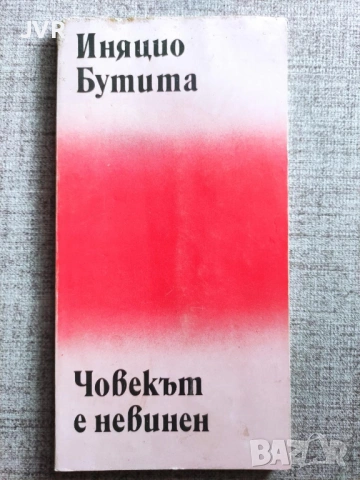 JVR
Иняцио
Бутита
Човекът
е невинен
BAZAR